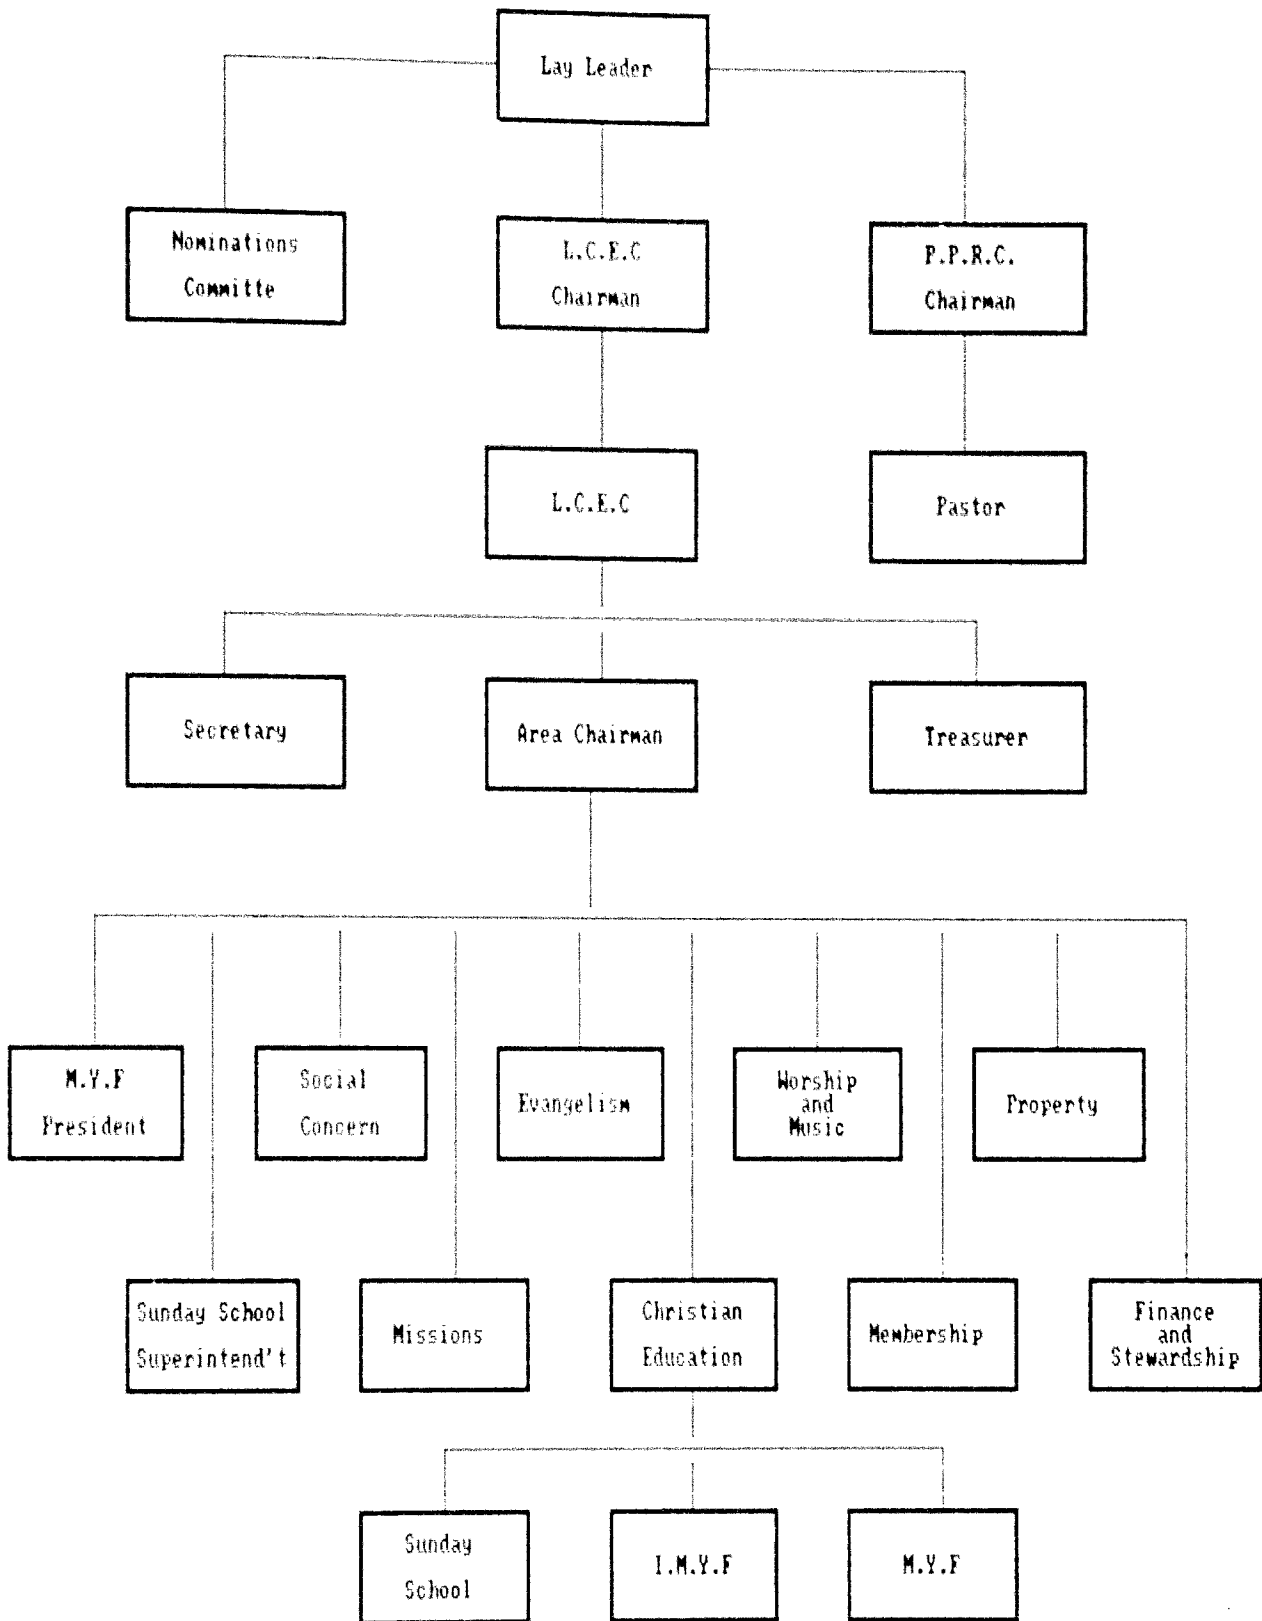 Lay Leader
Nominations
Committe
L.C.E.C
Chairman
P.P.R.C.
Chairman
L.C.E.C
Pastor
Secretary
Area Chairman
Treasurer
M.Y.F
President
Social
Concern
Evangelism
Worship
and
Music
Property
Sunday School
Superintend't
Missions
Christian
Education
Membership
Finance
and
Stewardship
Sunday
School
I.M.Y.F
M.Y.F